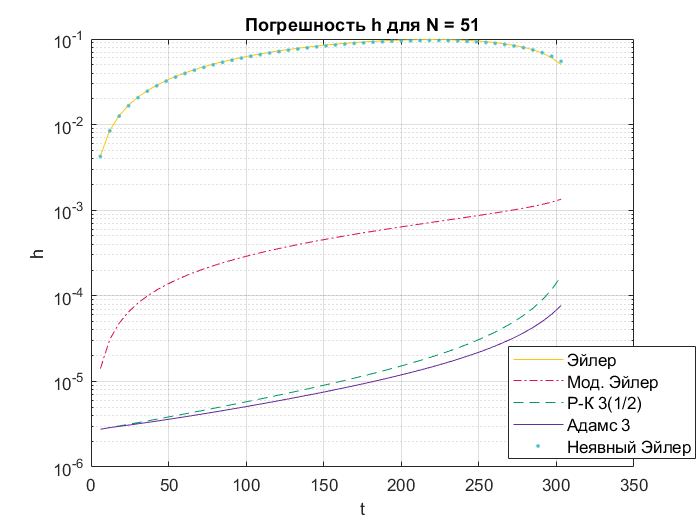 Погрешность h для N = 51
10^-1
10^-2
10^-3
10^-4
10^-5
10^-6
h
0 50 100 150 200 250 300 350
t
Эйлер
Мод. Эйлер
Р-К 3(1/2)
Адамс 3
Неявный Эйлер